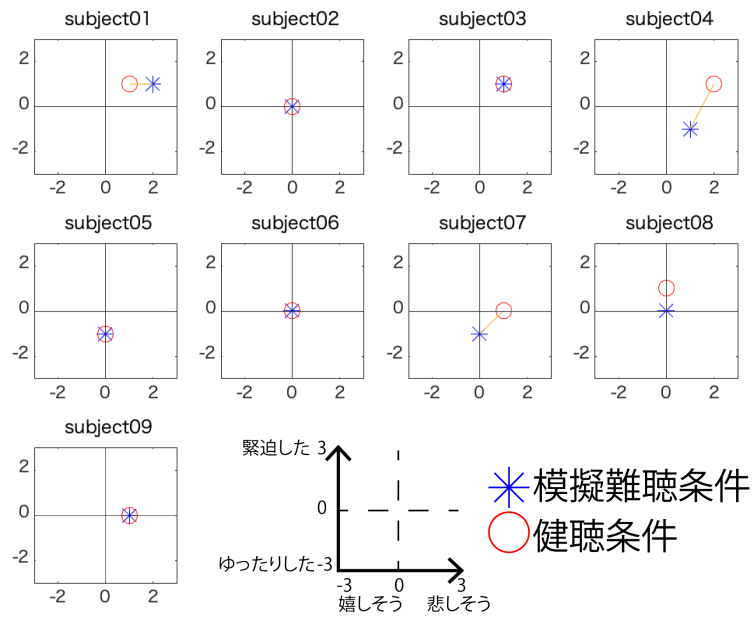 subject01 subject02 subject03 subject04
2 2 2 2
0 0 0 0
-2 -2 -2 -2
-2 0 2 -2 0 2 -2 0 2 -2 0 2
subject05 subject06 subject07 subject08
2 2 2 2
0 0 0 0
-2 -2 -2 -2
-2 0 2 -2 0 2 -2 0 2 -2 0 2
subject09
2
0
-2
-2 0 2
緊迫した 3
0
ゆったりした -3
-3 0 3
嬉しそう 悲しそう
模擬難聴条件
健聴条件